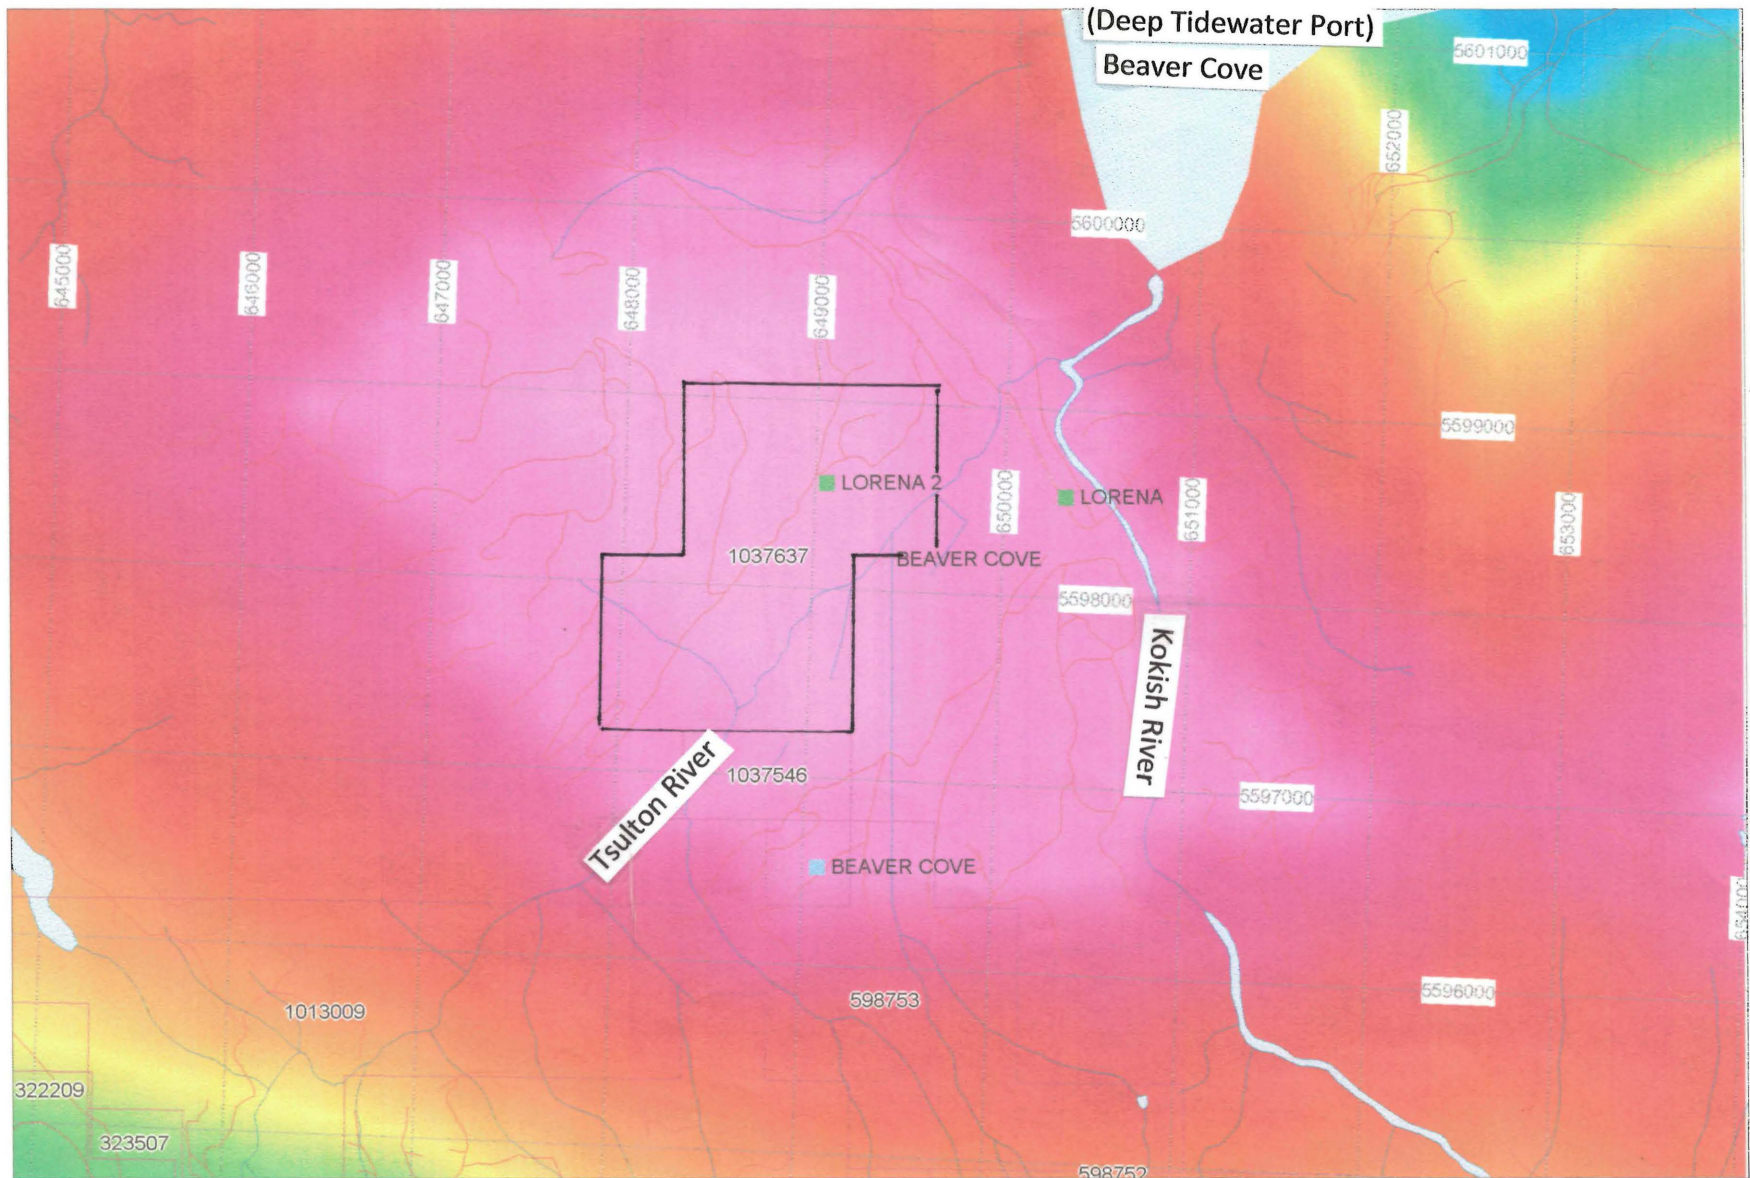 (Deep Tidewater Port)
Beaver Cove
5601000
652000
5600000
645000
646000
647000
648000
649000
5599000
LORENA 2
650000
LORENA
651000
653000
1037637
BEAVER COVE
5598000
Kokish River
Tsulton River
1037546
5597000
BEAVER COVE
654000
598753
5596000
1013009
322209
323507
598752